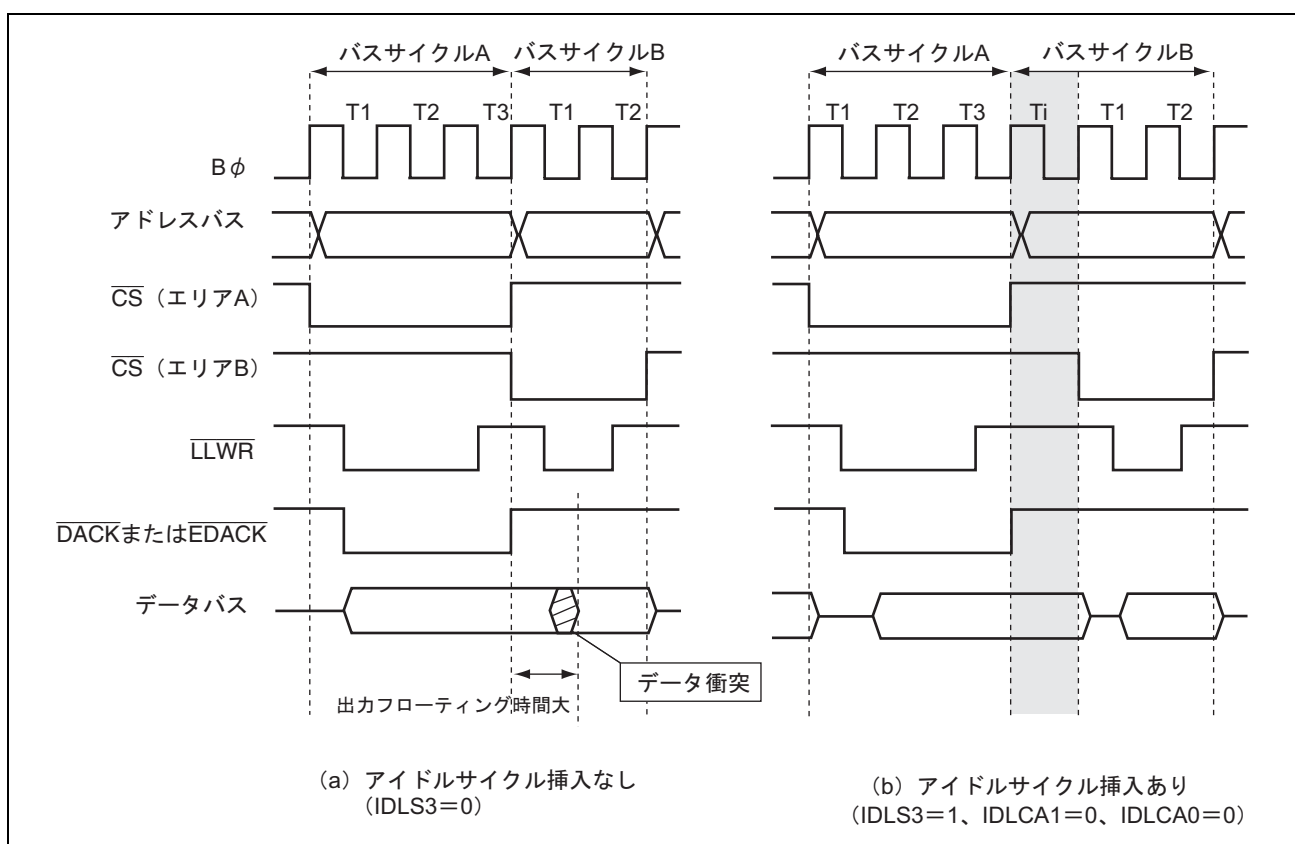 バスサイクルA バスサイクルB バスサイクルA バスサイクルB
T1 T2 T3 T1 T2 T1 T2 T3 Ti T1 T2
Bφ
アドレスバス
CS（エリアA）
CS（エリアB）
LLWR
DACKまたはEDACK
データバス
データ衝突
出力フローティング時間大
（a）アイドルサイクル挿入なし
（IDLS3＝0）
（b）アイドルサイクル挿入あり
（IDLS3＝1、IDLCA1＝0、IDLCA0＝0）